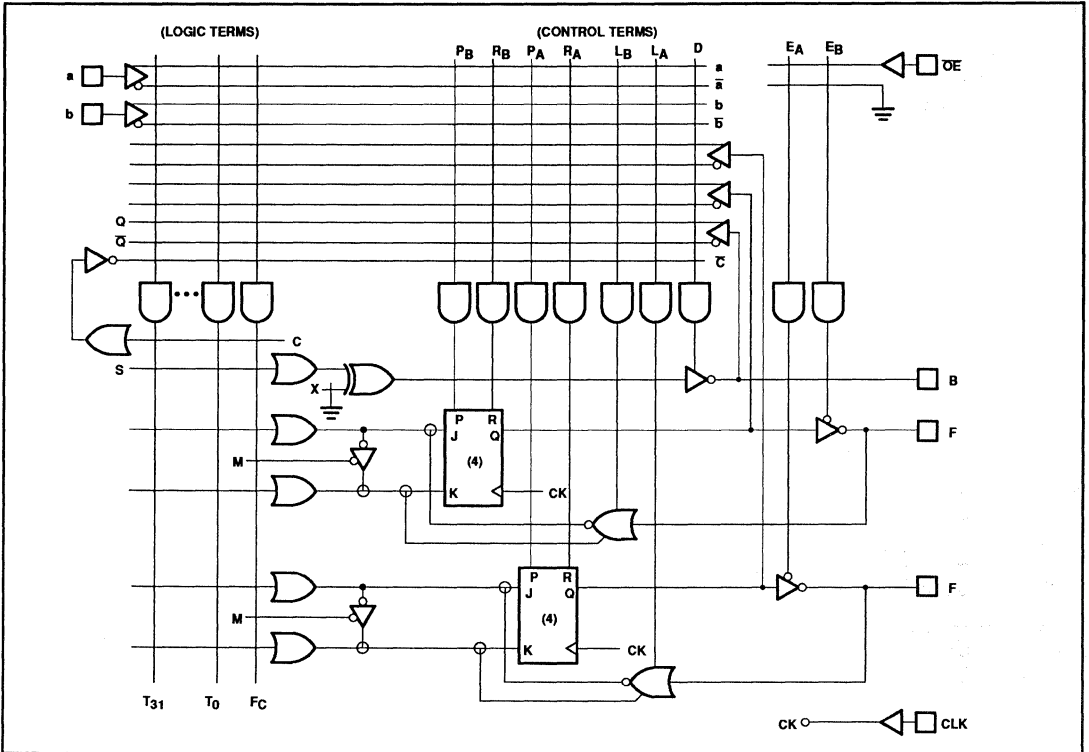 (LOGIC TERMS) (CONTROL TERMS)
PB RB PA RA LB LA D EA EB
a a OE
a
b b
b
Q
Q
C
C
S
X B
P R
J Q F
M (4)
K CK
P R
J Q F
M (4)
K CK
T31 T0 FC
CK CLK